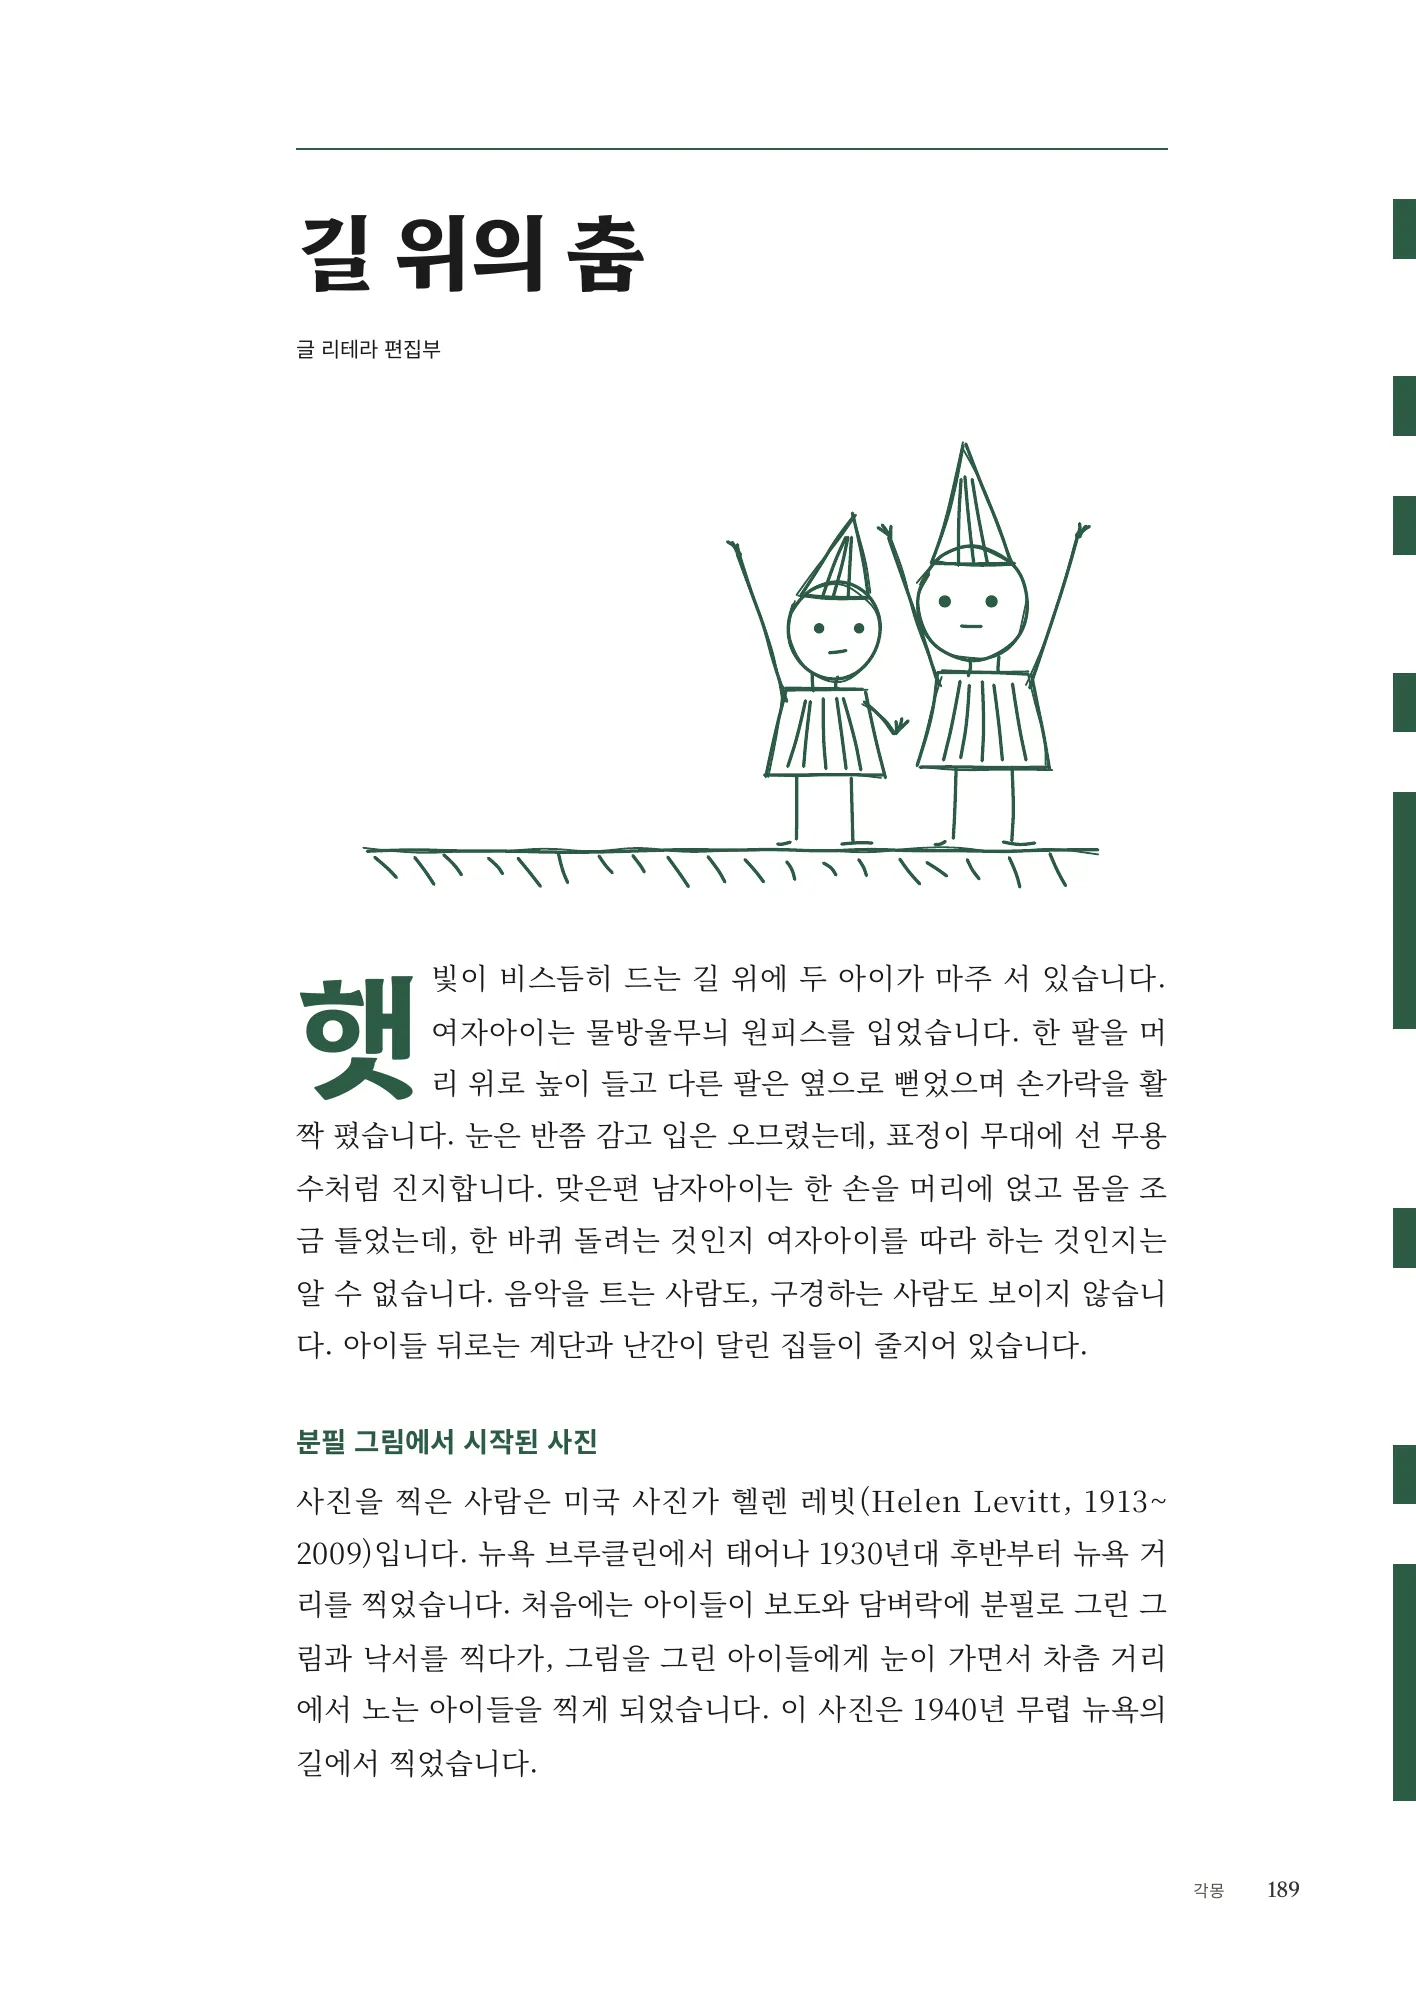 길 위의 춤
글 리테라 편집부
햇빛이 비스듬히 드는 길 위에 두 아이가 마주 서 있습니다.
여자아이는 물방울무늬 원피스를 입었습니다. 한 팔을 머
리 위로 높이 들고 다른 팔은 옆으로 뻗었으며 손가락을 활
짝 폈습니다. 눈은 반쯤 감고 입은 오므렸는데, 표정이 무대에 선 무용
수처럼 진지합니다. 맞은편 남자아이는 한 손을 머리에 얹고 몸을 조
금 틀었는데, 한 바퀴 돌려는 것인지 여자아이를 따라 하는 것인지는
알 수 없습니다. 음악을 트는 사람도, 구경하는 사람도 보이지 않습니
다. 아이들 뒤로는 계단과 난간이 달린 집들이 줄지어 있습니다.
분필 그림에서 시작된 사진
사진을 찍은 사람은 미국 사진가 헬렌 레빗(Helen Levitt, 1913~
2009)입니다. 뉴욕 브루클린에서 태어나 1930년대 후반부터 뉴욕 거
리를 찍었습니다. 처음에는 아이들이 보도와 담벼락에 분필로 그린 그
림과 낙서를 찍다가, 그림을 그린 아이들에게 눈이 가면서 차츰 거리
에서 노는 아이들을 찍게 되었습니다. 이 사진은 1940년 무렵 뉴욕의
길에서 찍었습니다.
각몽 189